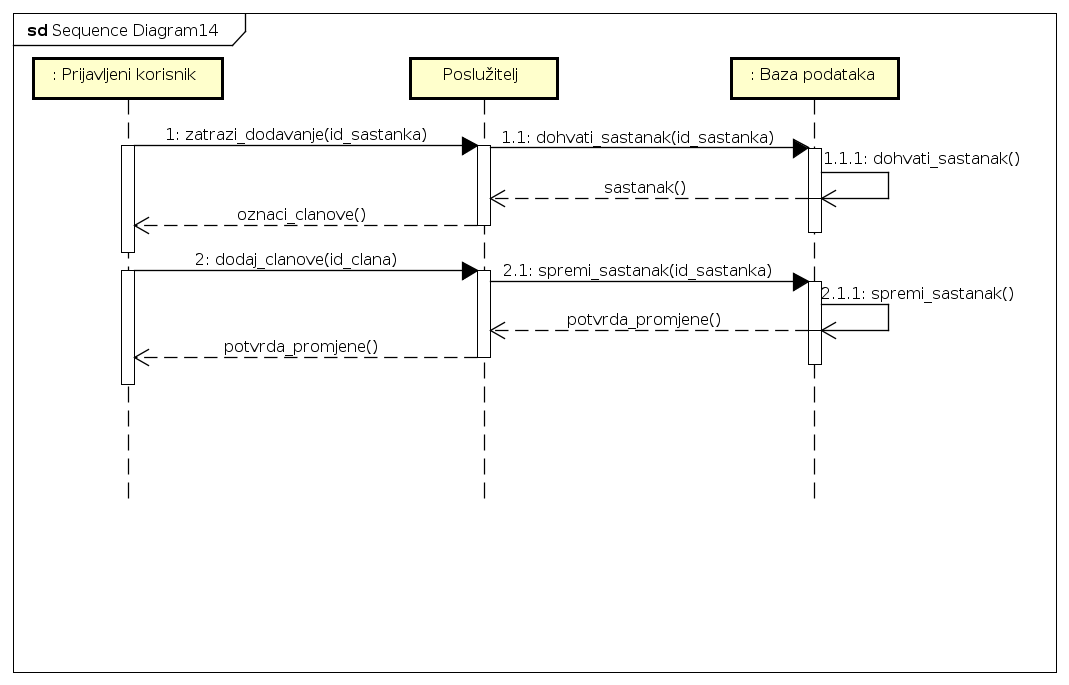 sd Sequence Diagram14
: Prijavljeni korisnik
Poslužitelj
: Baza podataka
1: zatrazi_dodavanje(id_sastanka)
1.1: dohvati_sastanak(id_sastanka)
1.1.1: dohvati_sastanak()
sastanak()
oznaci_clanove()
2: dodaj_clanove(id_clana)
2.1: spremi_sastanak(id_sastanka)
2.1.1: spremi_sastanak()
potvrda_promjene()
potvrda_promjene()